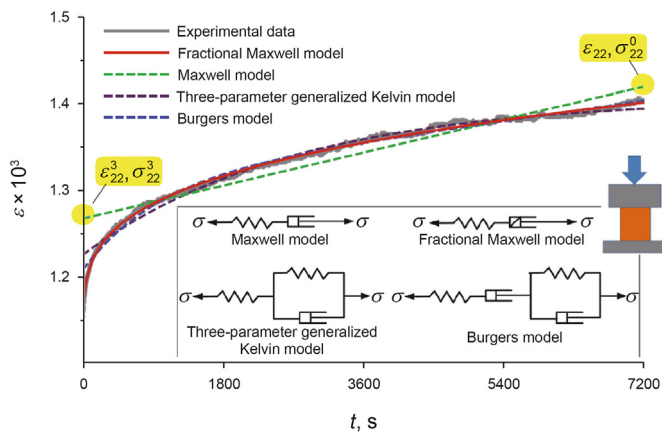 1.5
1.4
1.3
1.2
ε ×10³
Experimental data
Fractional Maxwell model
Maxwell model
Three-parameter generalized Kelvin model
Burgers model
ε₂₂, σ⁰₂₂
ε³₂₂, σ³₂₂
σ σ
Maxwell model
σ σ
Fractional Maxwell model
σ σ
Three-parameter generalized
Kelvin model
σ σ
Burgers model
0 1800 3600 5400 7200
t, s